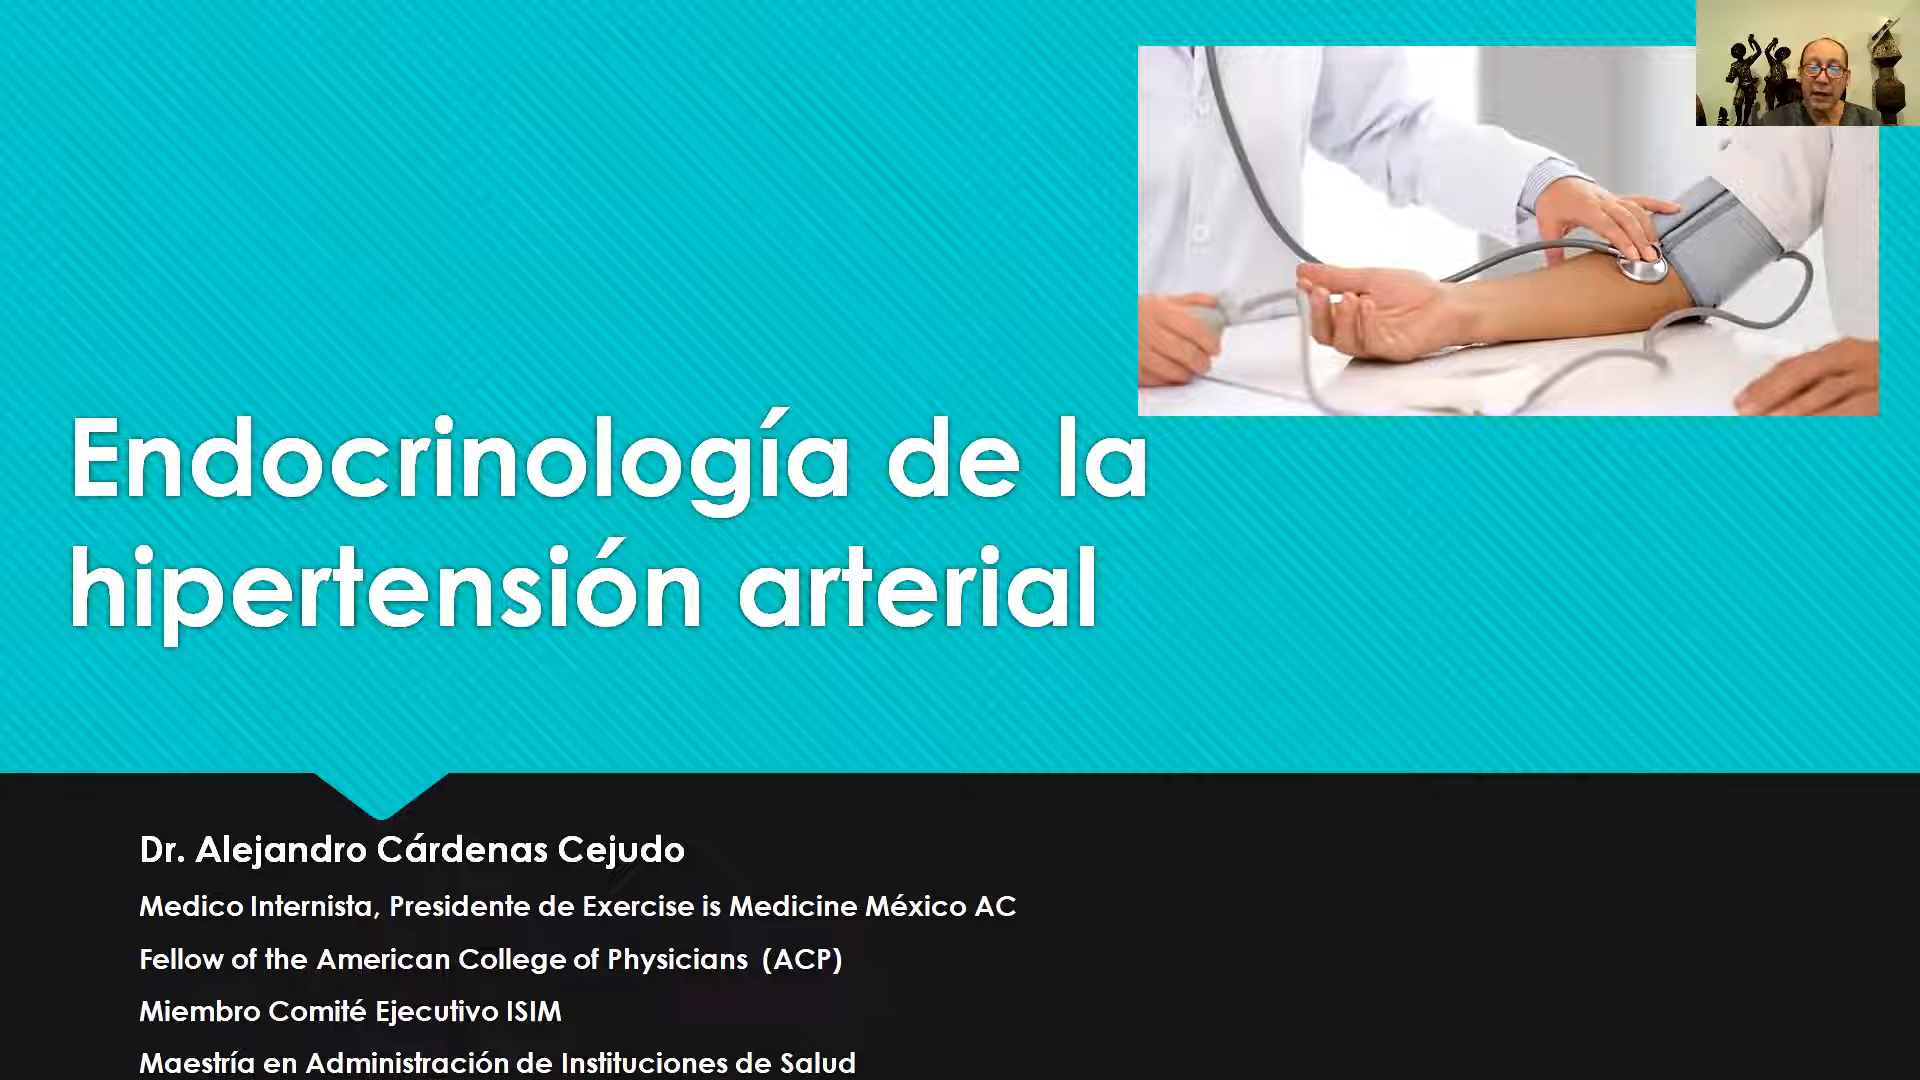 Endocrinología de la
hipertensión arterial
Dr. Alejandro Cárdenas Cejudo
Medico Internista, Presidente de Exercise is Medicine México AC
Fellow of the American College of Physicians (ACP)
Miembro Comité Ejecutivo ISIM
Maestría en Administración de Instituciones de Salud